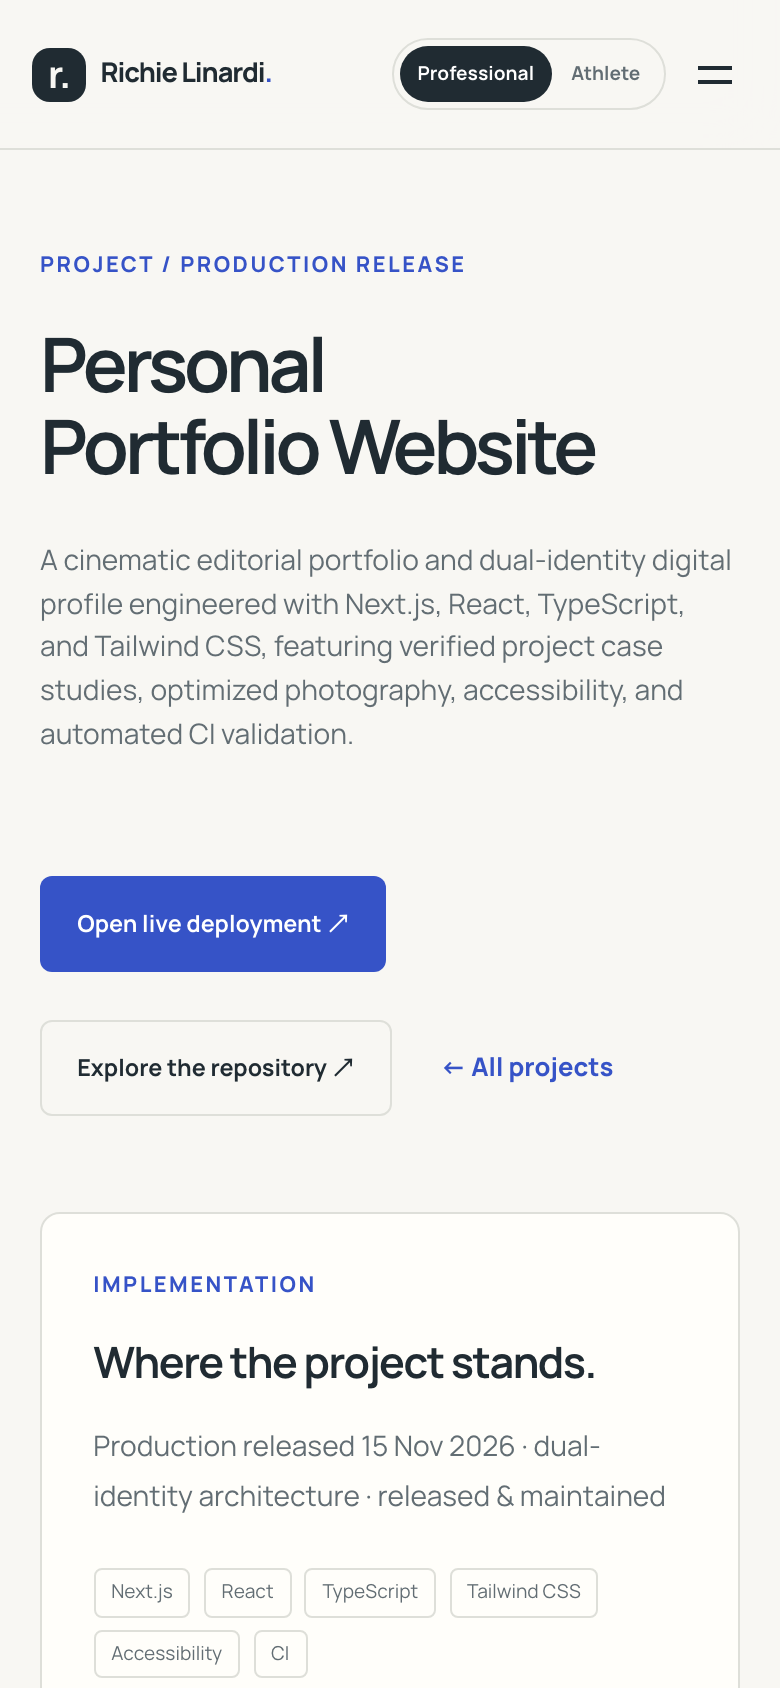 r.
Richie Linardi.
Professional
Athlete
PROJECT / PRODUCTION RELEASE
Personal
Portfolio Website
A cinematic editorial portfolio and dual-identity digital
profile engineered with Next.js, React, TypeScript,
and Tailwind CSS, featuring verified project case
studies, optimized photography, accessibility, and
automated CI validation.
Open live deployment ↗
Explore the repository ↗
← All projects
IMPLEMENTATION
Where the project stands.
Production released 15 Nov 2026 · dual-
identity architecture · released & maintained
Next.js
React
TypeScript
Tailwind CSS
Accessibility
CI